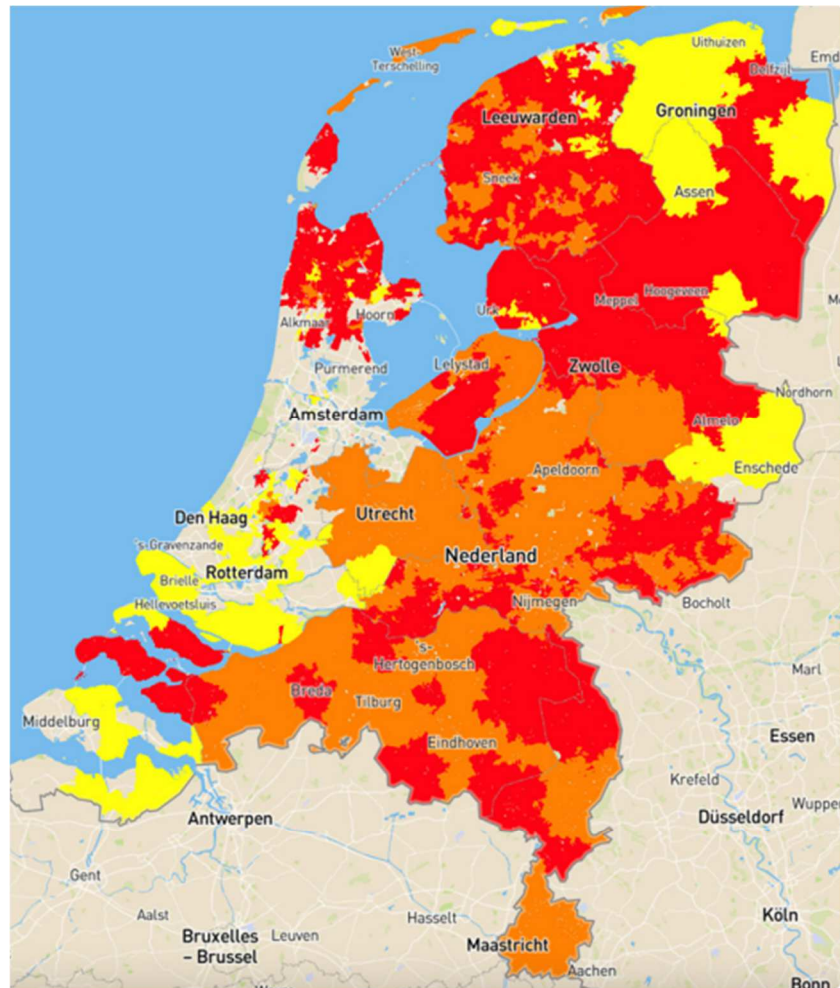 Uithuizen
Emd
West-
Terschelling
Delfzijl
Groningen
Leeuwarden
Sneek
Assen
Hoogeveen
Meppel
Urk
Hoorn
Alkmaar
Lelystad
Zwolle
Purmerend
Nordhorn
Amsterdam
Almelo
Apeldoorn
Enschede
Den Haag
Utrecht
's-Gravenzande
Nederland
Rotterdam
Brielle
Hellevoetsluis
Nijmegen
Bocholt
's-
Hertogenbosch
Marl
Breda
Tilburg
Middelburg
Eindhoven
Essen
Krefeld
Wuppe
Antwerpen
Düsseldorf
Gent
Aalst
Hasselt
Köln
Bruxelles
– Brussel
Leuven
Maastricht
Aachen
Bonn